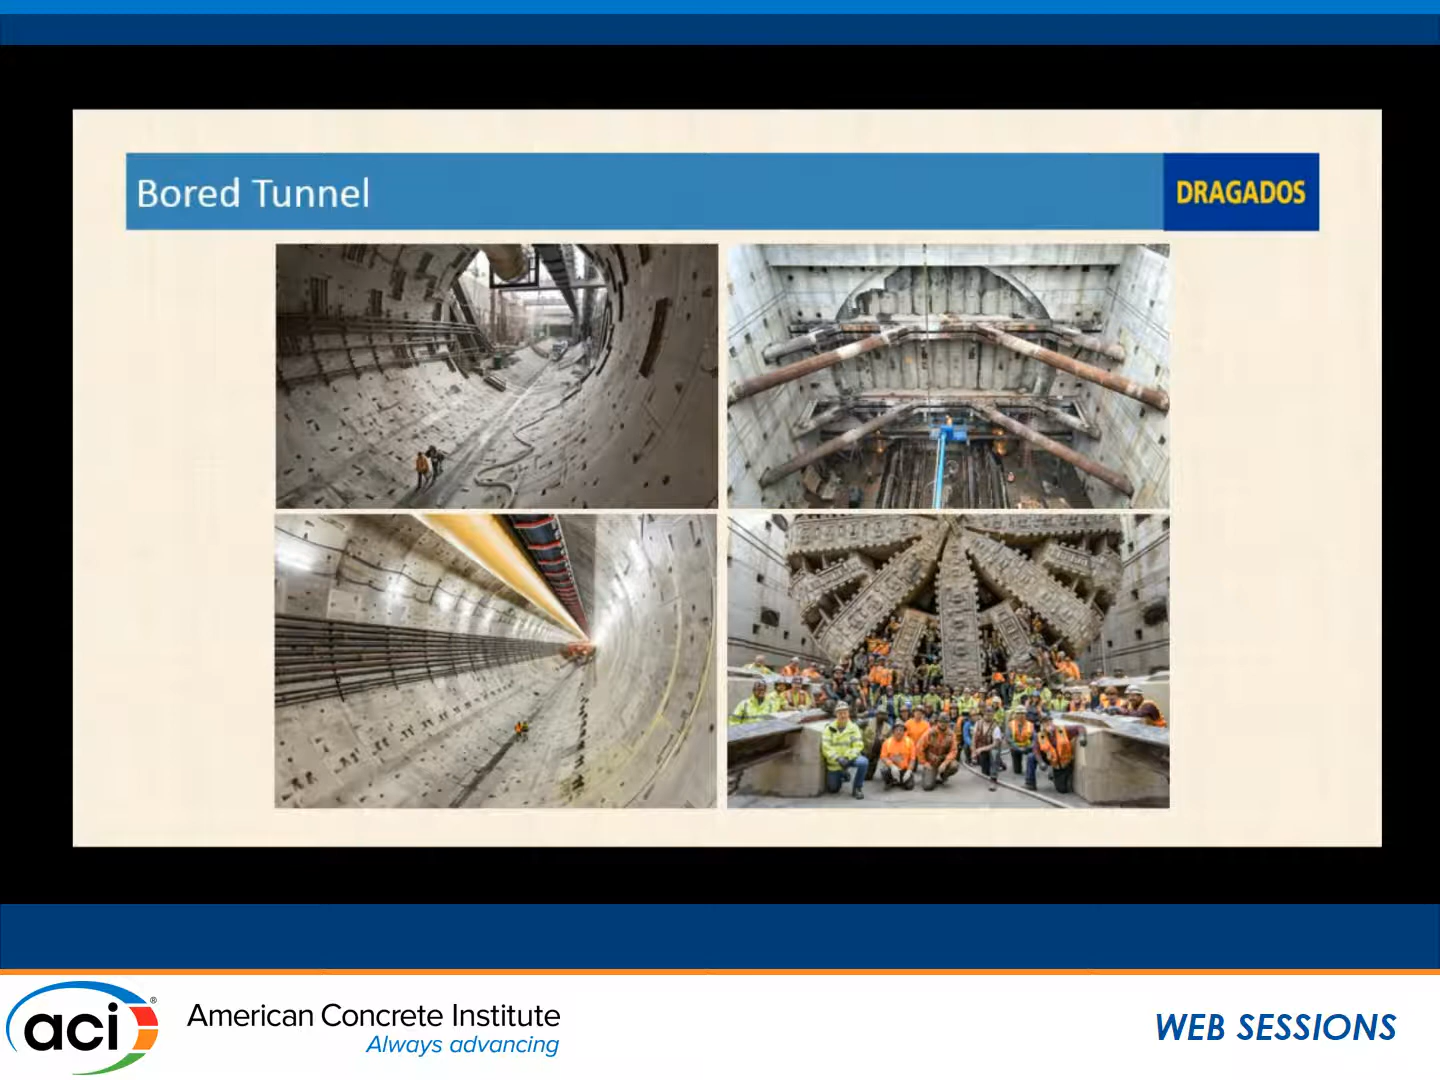 Bored Tunnel
DRAGADOS
aci®
American Concrete Institute
Always advancing
WEB SESSIONS